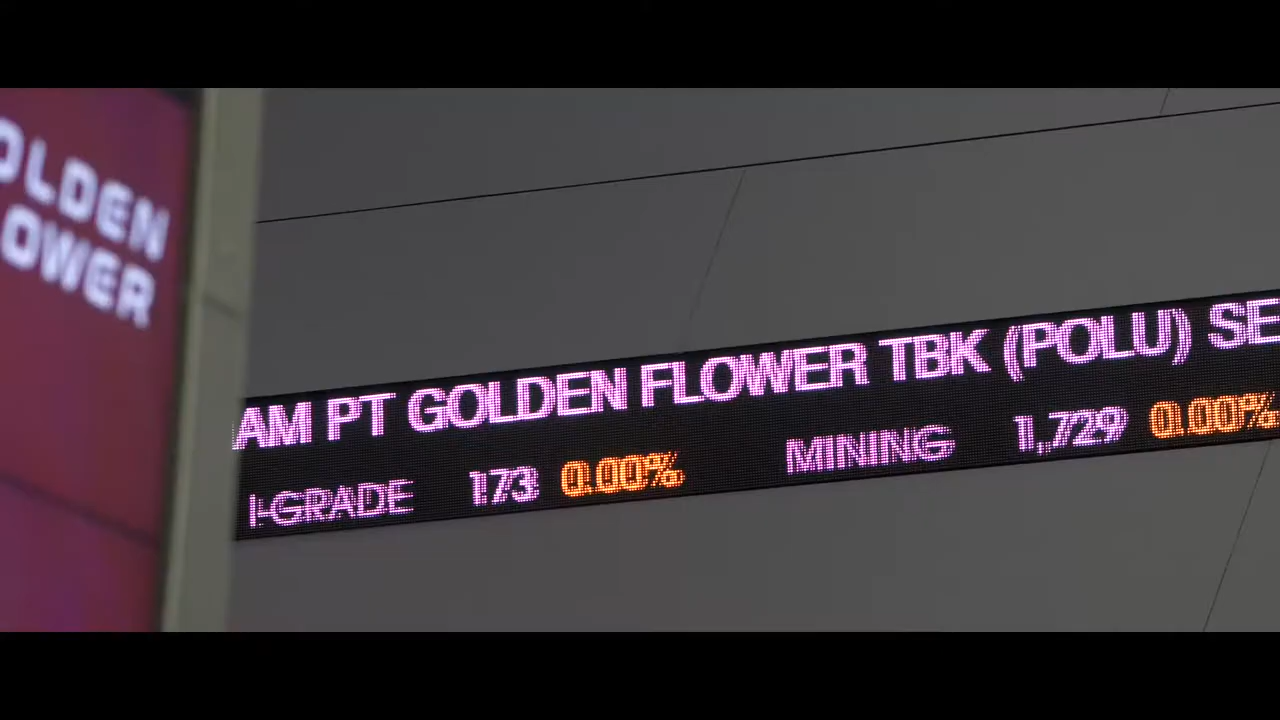 OLDEN
OWER
AM PT GOLDEN FLOWER TBK (POLU) SE
I-GRADE 173 0.00% MINING 1,729 0.00%